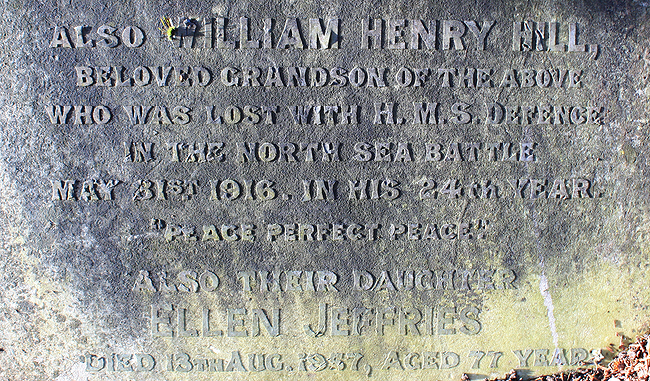 ALSO WILLIAM HENRY HILL,
BELOVED GRANDSON OF THE ABOVE
WHO WAS LOST WITH H.M.S. DEFENCE
IN THE NORTH SEA BATTLE
MAY 31ST 1916. IN HIS 24TH YEAR.
"PEACE PERFECT PEACE"
ALSO THEIR DAUGHTER
ELLEN JEFFRIES
DIED 13TH AUG. 1937, AGED 77 YEARS